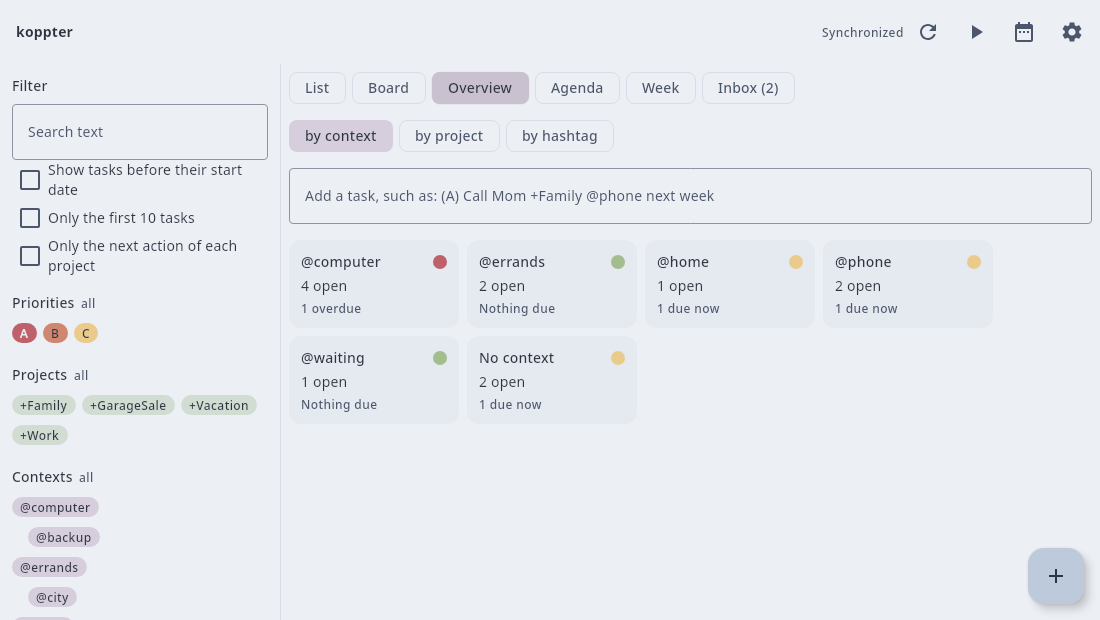 koppter
Synchronized
Filter
Search text
Show tasks before their start
date
Only the first 10 tasks
Only the next action of each
project
Priorities all
A B C
Projects all
+Family +GarageSale +Vacation
+Work
Contexts all
@computer
@backup
@errands
@city
List Board Overview Agenda Week Inbox (2)
by context by project by hashtag
Add a task, such as: (A) Call Mom +Family @phone next week
@computer
4 open
1 overdue
@errands
2 open
Nothing due
@home
1 open
1 due now
@phone
2 open
1 due now
@waiting
1 open
Nothing due
No context
2 open
1 due now